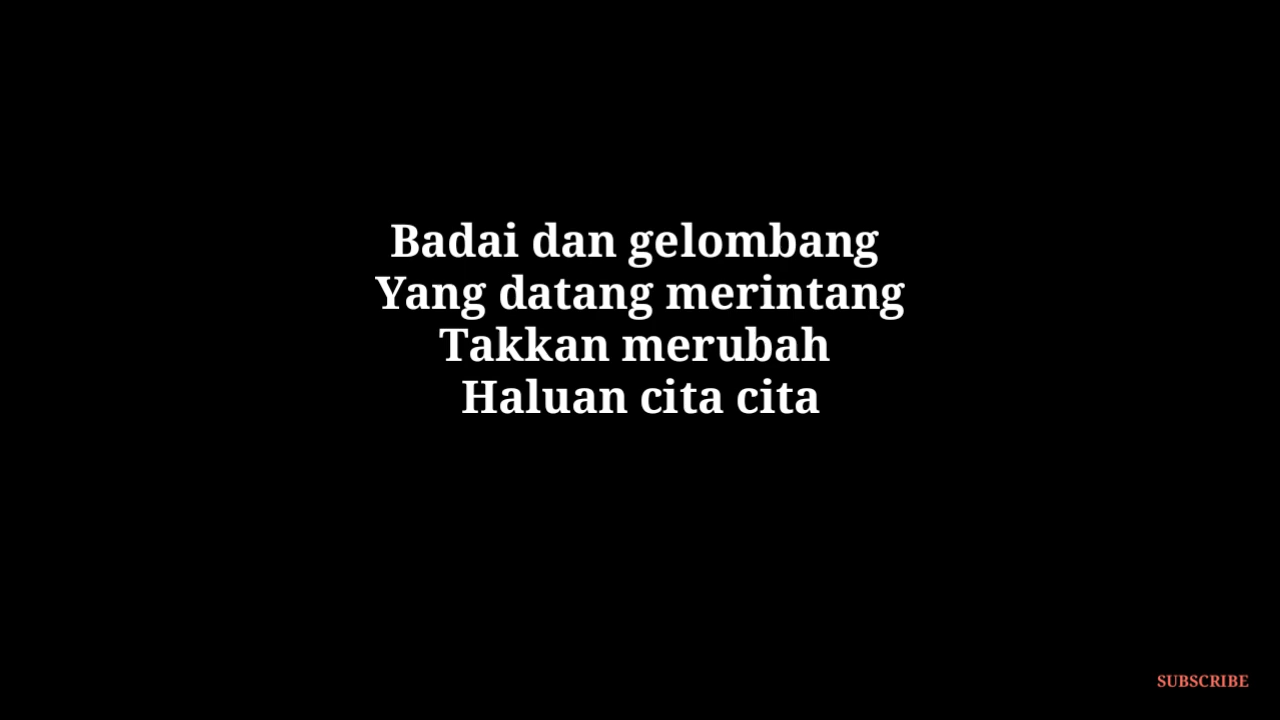 Badai dan gelombang
Yang datang merintang
Takkan merubah
Haluan cita cita
SUBSCRIBE